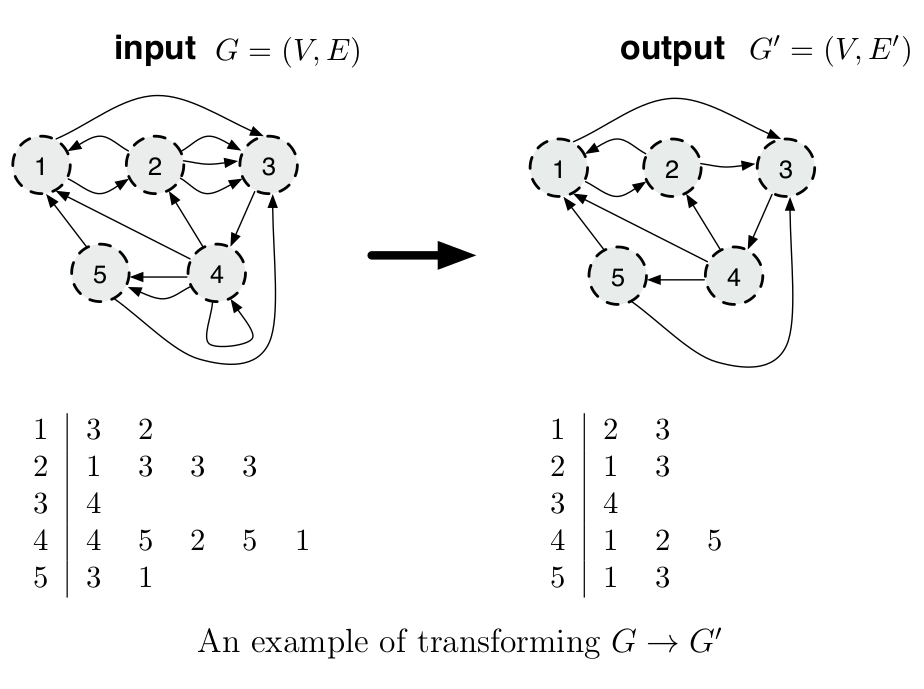 input G = (V, E) output G′ = (V, E′)
1 2 3 1 2 3
5 4 5 4
1 3 2 1 2 3
2 1 3 3 3 2 1 3
3 4 3 4
4 4 5 2 5 1 4 1 2 5
5 3 1 5 1 3
An example of transforming G → G′